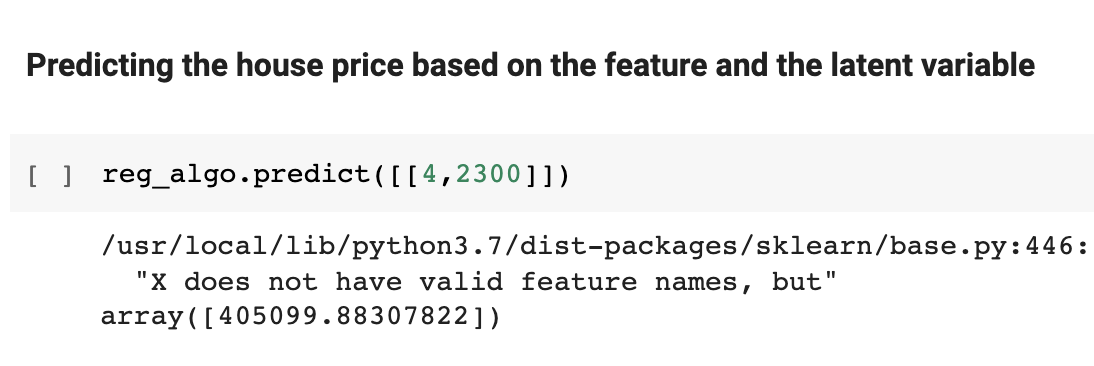 Predicting the house price based on the feature and the latent variable
[ ] reg_algo.predict([[4,2300]])
/usr/local/lib/python3.7/dist-packages/sklearn/base.py:446:
"X does not have valid feature names, but"
array([405099.88307822])